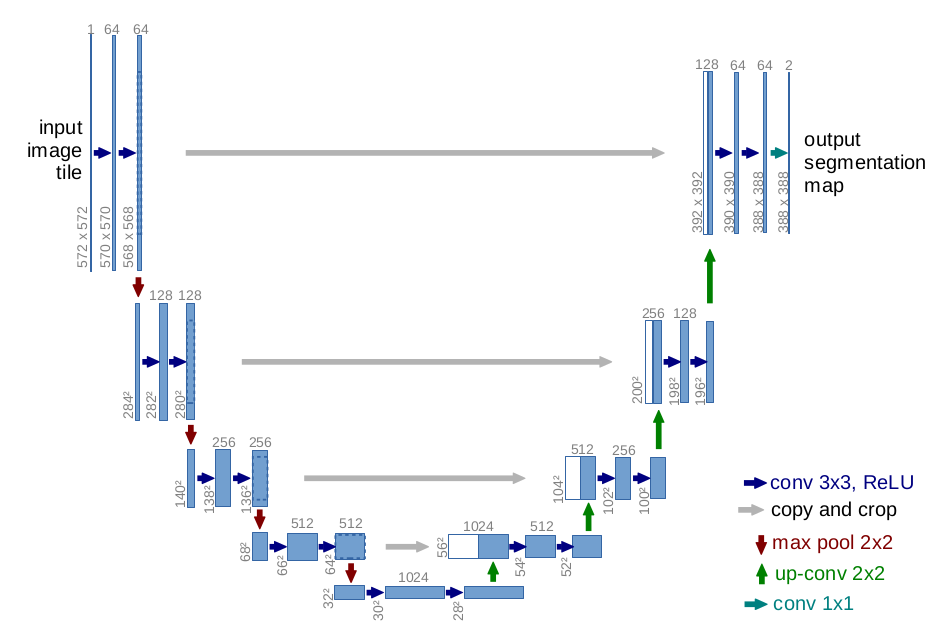 1
64
64
128
64
64
2
input
image
tile
572 x 572
570 x 570
568 x 568
392 x 392
390 x 390
388 x 388
388 x 388
output
segmentation
map
128
128
256
128
284²
282²
280²
200²
198²
196²
256
256
512
256
140²
138²
136²
104²
102²
100²
512
512
1024
512
68²
66²
64²
56²
54²
52²
1024
32²
30²
28²
conv 3x3, ReLU
copy and crop
max pool 2x2
up-conv 2x2
conv 1x1